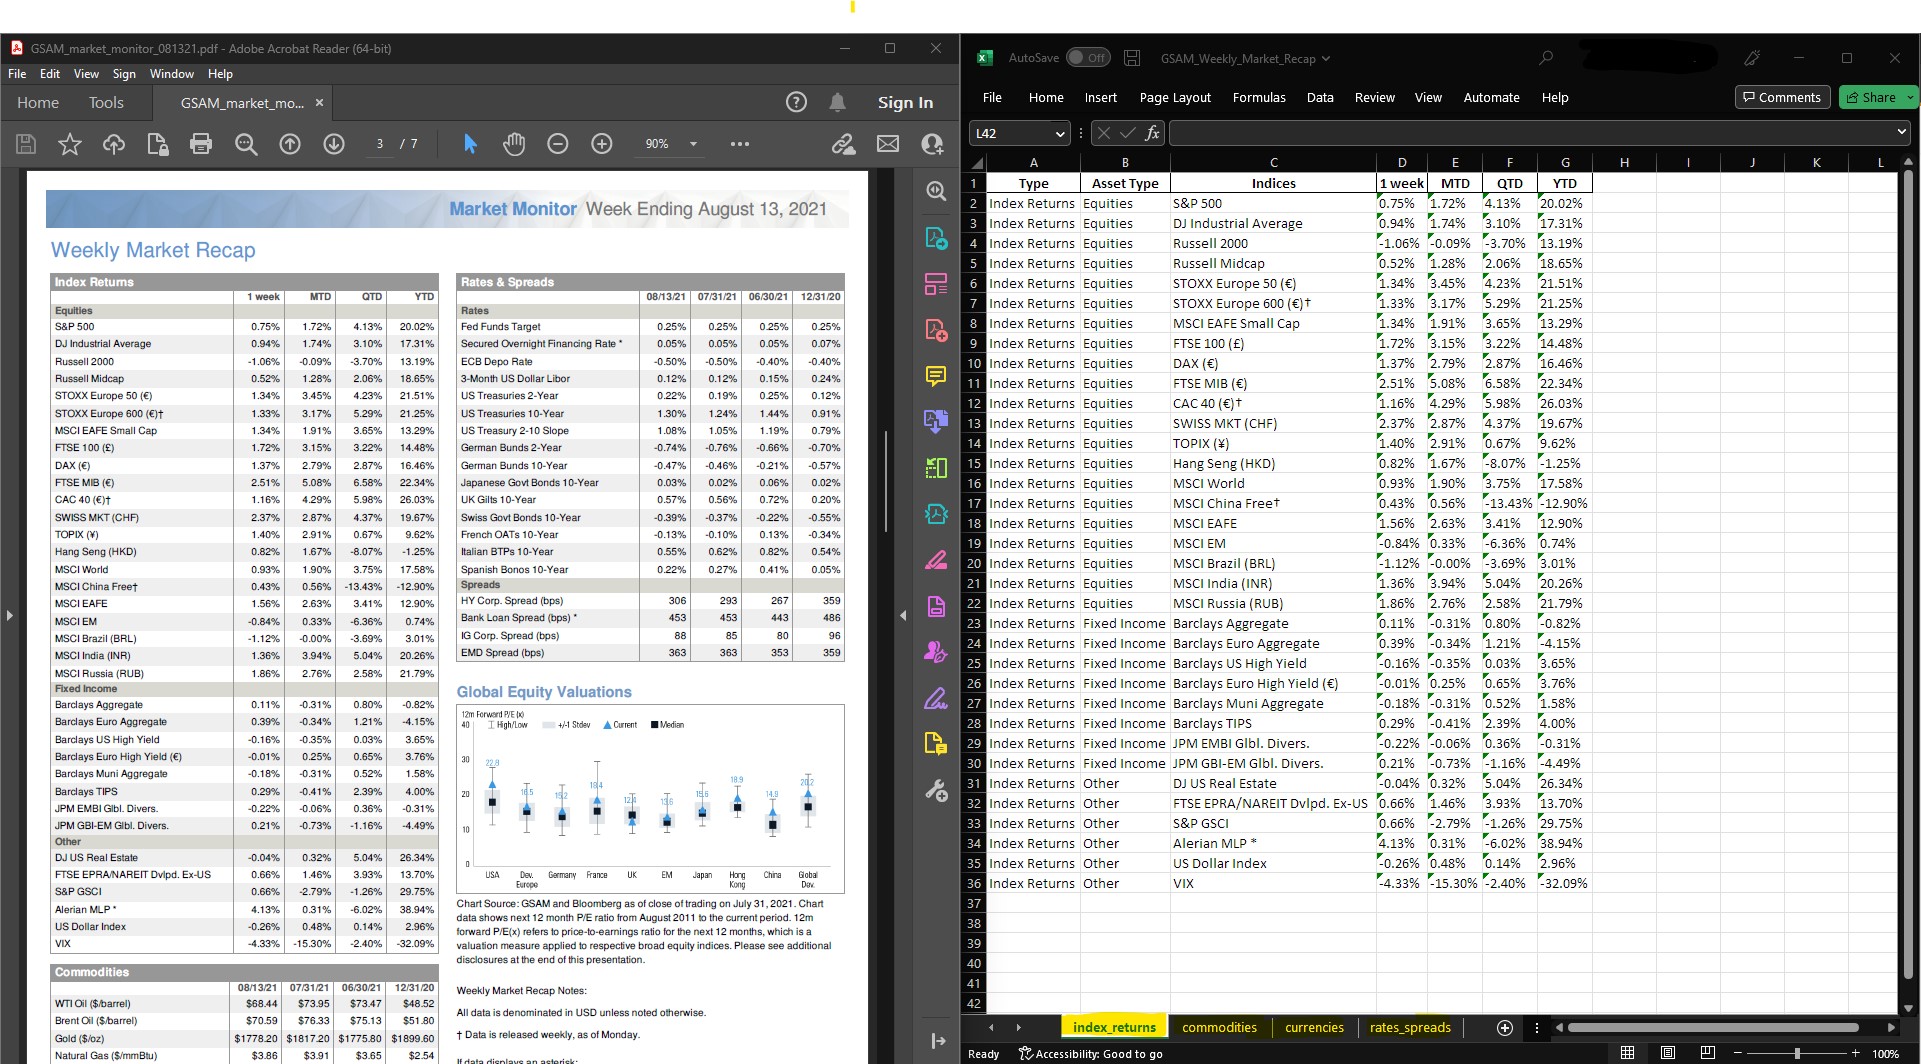 GSAM_market_monitor_081321.pdf - Adobe Acrobat Reader (64-bit)
File Edit View Sign Window Help
Home Tools GSAM_market_mo... × Sign In
3 / 7 90%
Market Monitor Week Ending August 13, 2021
Weekly Market Recap
Index Returns
1 week MTD QTD YTD
Equities
S&P 500 0.75% 1.72% 4.13% 20.02%
DJ Industrial Average 0.94% 1.74% 3.10% 17.31%
Russell 2000 -1.06% -0.09% -3.70% 13.19%
Russell Midcap 0.52% 1.28% 2.06% 18.65%
STOXX Europe 50 (€) 1.34% 3.45% 4.23% 21.51%
STOXX Europe 600 (€)† 1.33% 3.17% 5.29% 21.25%
MSCI EAFE Small Cap 1.34% 1.91% 3.65% 13.29%
FTSE 100 (£) 1.72% 3.15% 3.22% 14.48%
DAX (€) 1.37% 2.79% 2.87% 16.46%
FTSE MIB (€) 2.51% 5.08% 6.58% 22.34%
CAC 40 (€)† 1.16% 4.29% 5.98% 26.03%
SWISS MKT (CHF) 2.37% 2.87% 4.37% 19.67%
TOPIX (¥) 1.40% 2.91% 0.67% 9.62%
Hang Seng (HKD) 0.82% 1.67% -8.07% -1.25%
MSCI World 0.93% 1.90% 3.75% 17.58%
MSCI China Free† 0.43% 0.56% -13.43% -12.90%
MSCI EAFE 1.56% 2.63% 3.41% 12.90%
MSCI EM -0.84% 0.33% -6.36% 0.74%
MSCI Brazil (BRL) -1.12% -0.00% -3.69% 3.01%
MSCI India (INR) 1.36% 3.94% 5.04% 20.26%
MSCI Russia (RUB) 1.86% 2.76% 2.58% 21.79%
Fixed Income
Barclays Aggregate 0.11% -0.31% 0.80% -0.82%
Barclays Euro Aggregate 0.39% -0.34% 1.21% -4.15%
Barclays US High Yield -0.16% -0.35% 0.03% 3.65%
Barclays Euro High Yield (€) -0.01% 0.25% 0.65% 3.76%
Barclays Muni Aggregate -0.18% -0.31% 0.52% 1.58%
Barclays TIPS 0.29% -0.41% 2.39% 4.00%
JPM EMBI Glbl. Divers. -0.22% -0.06% 0.36% -0.31%
JPM GBI-EM Glbl. Divers. 0.21% -0.73% -1.16% -4.49%
Other
DJ US Real Estate -0.04% 0.32% 5.04% 26.34%
FTSE EPRA/NAREIT Dvlpd. Ex-US 0.66% 1.46% 3.93% 13.70%
S&P GSCI 0.66% -2.79% -1.26% 29.75%
Alerian MLP * 4.13% 0.31% -6.02% 38.94%
US Dollar Index -0.26% 0.48% 0.14% 2.96%
VIX -4.33% -15.30% -2.40% -32.09%
Commodities
08/13/21 07/31/21 06/30/21 12/31/20
WTI Oil ($/barrel) $68.44 $73.95 $73.47 $48.52
Brent Oil ($/barrel) $70.59 $76.33 $75.13 $51.80
Gold ($/oz) $1778.20 $1817.20 $1775.80 $1899.60
Natural Gas ($/mmBtu) $3.86 $3.91 $3.65 $2.54
Rates & Spreads
08/13/21 07/31/21 06/30/21 12/31/20
Rates
Fed Funds Target 0.25% 0.25% 0.25% 0.25%
Secured Overnight Financing Rate * 0.05% 0.05% 0.05% 0.07%
ECB Depo Rate -0.50% -0.50% -0.40% -0.40%
3-Month US Dollar Libor 0.12% 0.12% 0.15% 0.24%
US Treasuries 2-Year 0.22% 0.19% 0.25% 0.12%
US Treasuries 10-Year 1.30% 1.24% 1.44% 0.91%
US Treasury 2-10 Slope 1.08% 1.05% 1.19% 0.79%
German Bunds 2-Year -0.74% -0.76% -0.66% -0.70%
German Bunds 10-Year -0.47% -0.46% -0.21% -0.57%
Japanese Govt Bonds 10-Year 0.03% 0.02% 0.06% 0.02%
UK Gilts 10-Year 0.57% 0.56% 0.72% 0.20%
Swiss Govt Bonds 10-Year -0.39% -0.37% -0.22% -0.55%
French OATs 10-Year -0.13% -0.10% 0.13% -0.34%
Italian BTPs 10-Year 0.55% 0.62% 0.82% 0.54%
Spanish Bonos 10-Year 0.22% 0.27% 0.41% 0.05%
Spreads
HY Corp. Spread (bps) 306 293 267 359
Bank Loan Spread (bps) * 453 453 443 486
IG Corp. Spread (bps) 88 85 80 96
EMD Spread (bps) 363 363 353 359
Global Equity Valuations
12m Forward P/E (x)
High/Low +/-1 Stdev Current Median
40
30
20
10
0
22.8 16.5 15.2 18.4 12.4 13.6 15.6 18.9 14.9 20.2
USA Dev. Europe Germany France UK EM Japan Hong Kong China Global Dev.
Chart Source: GSAM and Bloomberg as of close of trading on July 31, 2021. Chart
data shows next 12 month P/E ratio from August 2011 to the current period. 12m
forward P/E(x) refers to price-to-earnings ratio for the next 12 months, which is a
valuation measure applied to respective broad equity indices. Please see additional
disclosures at the end of this presentation.
Weekly Market Recap Notes:
All data is denominated in USD unless noted otherwise.
† Data is released weekly, as of Monday.
If data displays an asterisk:
AutoSave Off GSAM_Weekly_Market_Recap
File Home Insert Page Layout Formulas Data Review View Automate Help Comments Share
L42 fx
A B C D E F G H I J K L
1 Type Asset Type Indices 1 week MTD QTD YTD
2 Index Returns Equities S&P 500 0.75% 1.72% 4.13% 20.02%
3 Index Returns Equities DJ Industrial Average 0.94% 1.74% 3.10% 17.31%
4 Index Returns Equities Russell 2000 -1.06% -0.09% -3.70% 13.19%
5 Index Returns Equities Russell Midcap 0.52% 1.28% 2.06% 18.65%
6 Index Returns Equities STOXX Europe 50 (€) 1.34% 3.45% 4.23% 21.51%
7 Index Returns Equities STOXX Europe 600 (€)† 1.33% 3.17% 5.29% 21.25%
8 Index Returns Equities MSCI EAFE Small Cap 1.34% 1.91% 3.65% 13.29%
9 Index Returns Equities FTSE 100 (£) 1.72% 3.15% 3.22% 14.48%
10 Index Returns Equities DAX (€) 1.37% 2.79% 2.87% 16.46%
11 Index Returns Equities FTSE MIB (€) 2.51% 5.08% 6.58% 22.34%
12 Index Returns Equities CAC 40 (€)† 1.16% 4.29% 5.98% 26.03%
13 Index Returns Equities SWISS MKT (CHF) 2.37% 2.87% 4.37% 19.67%
14 Index Returns Equities TOPIX (¥) 1.40% 2.91% 0.67% 9.62%
15 Index Returns Equities Hang Seng (HKD) 0.82% 1.67% -8.07% -1.25%
16 Index Returns Equities MSCI World 0.93% 1.90% 3.75% 17.58%
17 Index Returns Equities MSCI China Free† 0.43% 0.56% -13.43% -12.90%
18 Index Returns Equities MSCI EAFE 1.56% 2.63% 3.41% 12.90%
19 Index Returns Equities MSCI EM -0.84% 0.33% -6.36% 0.74%
20 Index Returns Equities MSCI Brazil (BRL) -1.12% -0.00% -3.69% 3.01%
21 Index Returns Equities MSCI India (INR) 1.36% 3.94% 5.04% 20.26%
22 Index Returns Equities MSCI Russia (RUB) 1.86% 2.76% 2.58% 21.79%
23 Index Returns Fixed Income Barclays Aggregate 0.11% -0.31% 0.80% -0.82%
24 Index Returns Fixed Income Barclays Euro Aggregate 0.39% -0.34% 1.21% -4.15%
25 Index Returns Fixed Income Barclays US High Yield -0.16% -0.35% 0.03% 3.65%
26 Index Returns Fixed Income Barclays Euro High Yield (€) -0.01% 0.25% 0.65% 3.76%
27 Index Returns Fixed Income Barclays Muni Aggregate -0.18% -0.31% 0.52% 1.58%
28 Index Returns Fixed Income Barclays TIPS 0.29% -0.41% 2.39% 4.00%
29 Index Returns Fixed Income JPM EMBI Glbl. Divers. -0.22% -0.06% 0.36% -0.31%
30 Index Returns Fixed Income JPM GBI-EM Glbl. Divers. 0.21% -0.73% -1.16% -4.49%
31 Index Returns Other DJ US Real Estate -0.04% 0.32% 5.04% 26.34%
32 Index Returns Other FTSE EPRA/NAREIT Dvlpd. Ex-US 0.66% 1.46% 3.93% 13.70%
33 Index Returns Other S&P GSCI 0.66% -2.79% -1.26% 29.75%
34 Index Returns Other Alerian MLP * 4.13% 0.31% -6.02% 38.94%
35 Index Returns Other US Dollar Index -0.26% 0.48% 0.14% 2.96%
36 Index Returns Other VIX -4.33% -15.30% -2.40% -32.09%
37
38
39
40
41
42
index_returns commodities currencies rates_spreads
Ready Accessibility: Good to go 100%